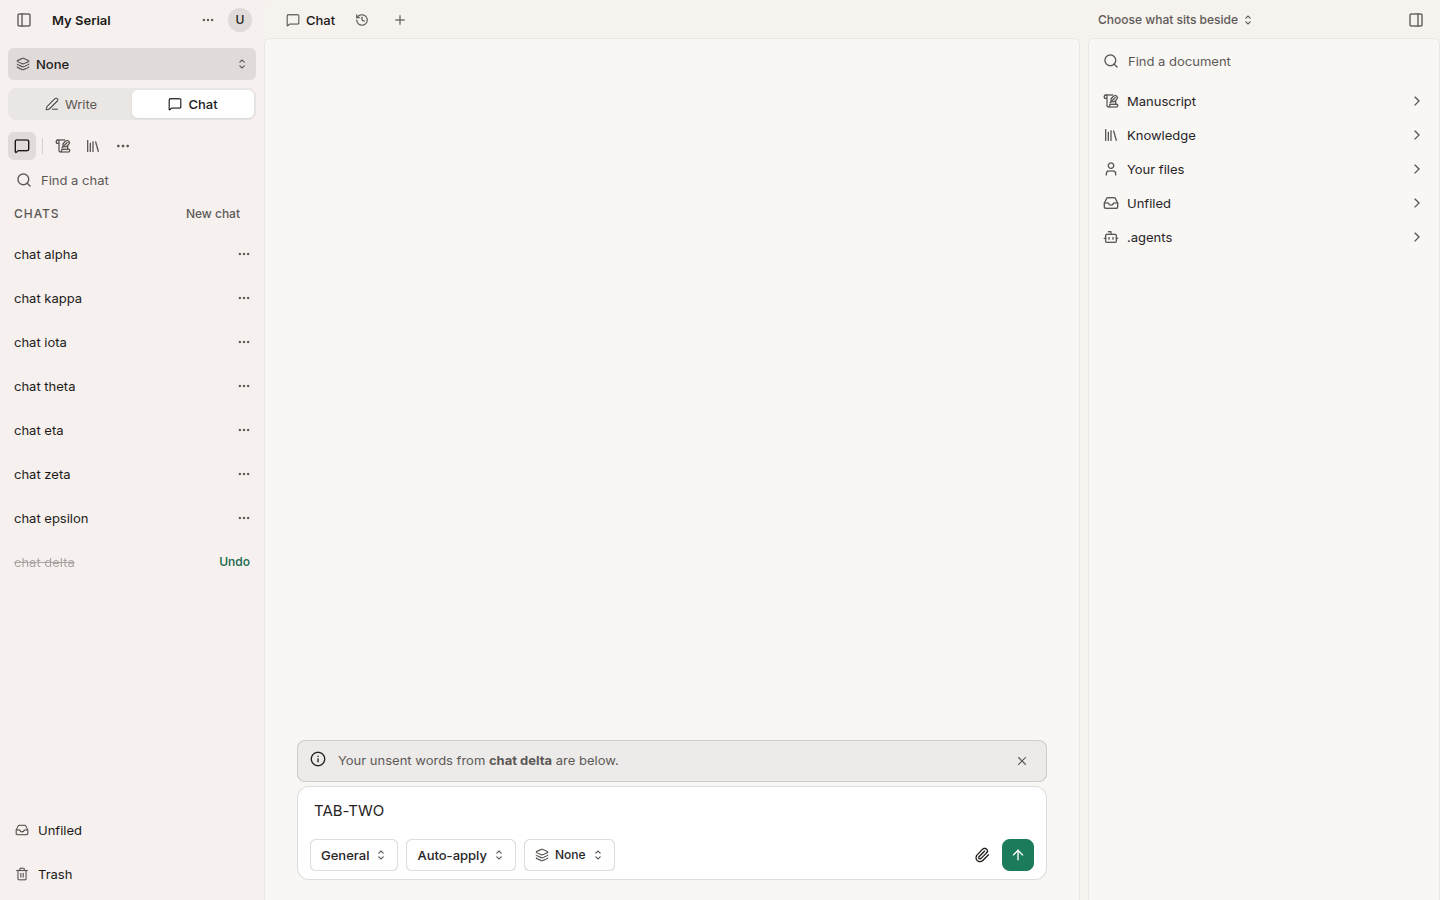 My Serial
U
None
Write
Chat
Find a chat
CHATS
New chat
chat alpha
chat kappa
chat iota
chat theta
chat eta
chat zeta
chat epsilon
chat delta
Undo
Unfiled
Trash
Chat
Your unsent words from chat delta are below.
TAB-TWO
General
Auto-apply
None
Choose what sits beside
Find a document
Manuscript
Knowledge
Your files
Unfiled
.agents